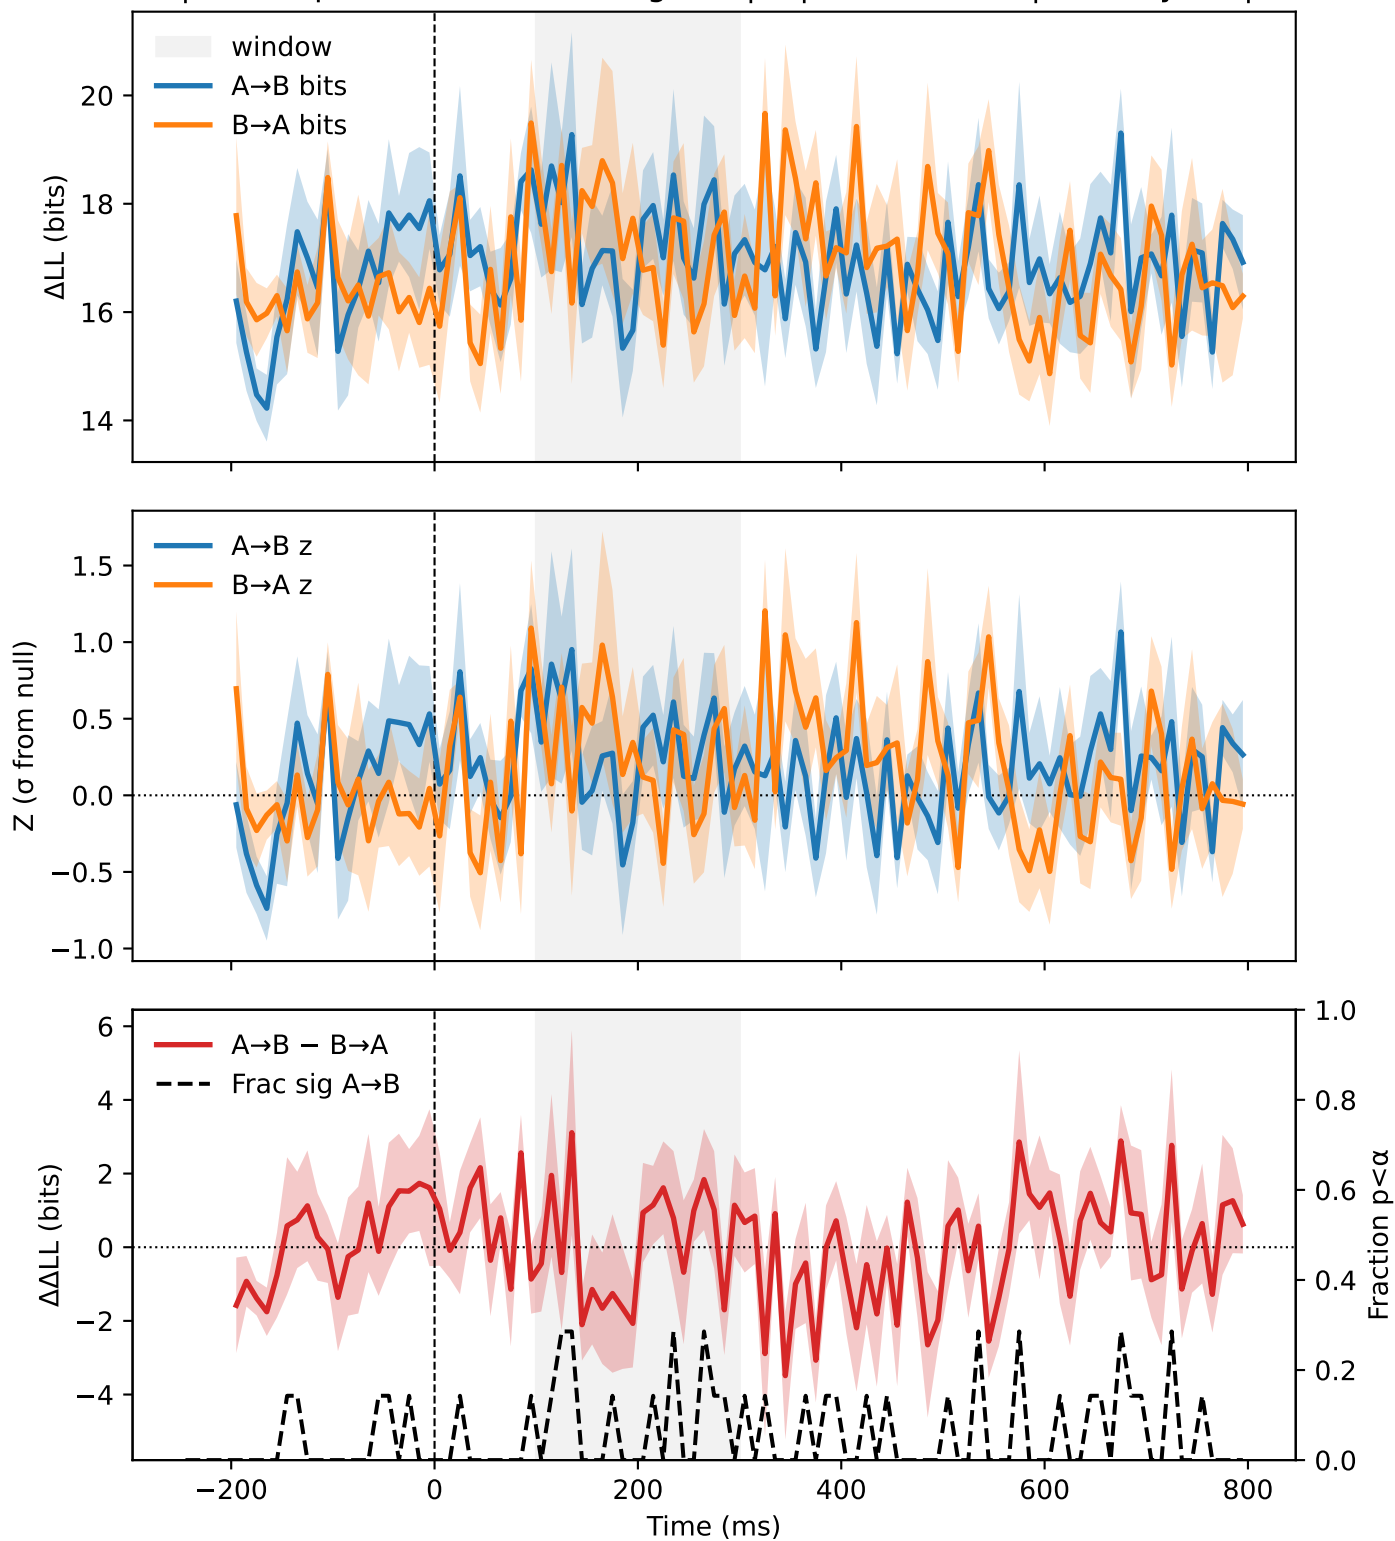 window
A→B bits
B→A bits
20
18
16
14
ΔLL (bits)
A→B z
B→A z
1.5
1.0
0.5
0.0
−0.5
−1.0
Z (σ from null)
A→B − B→A
Frac sig A→B
6
4
2
0
−2
−4
ΔΔLL (bits)
1.0
0.8
0.6
0.4
0.2
0.0
Fraction p<α
−200 0 200 400 600 800
Time (ms)